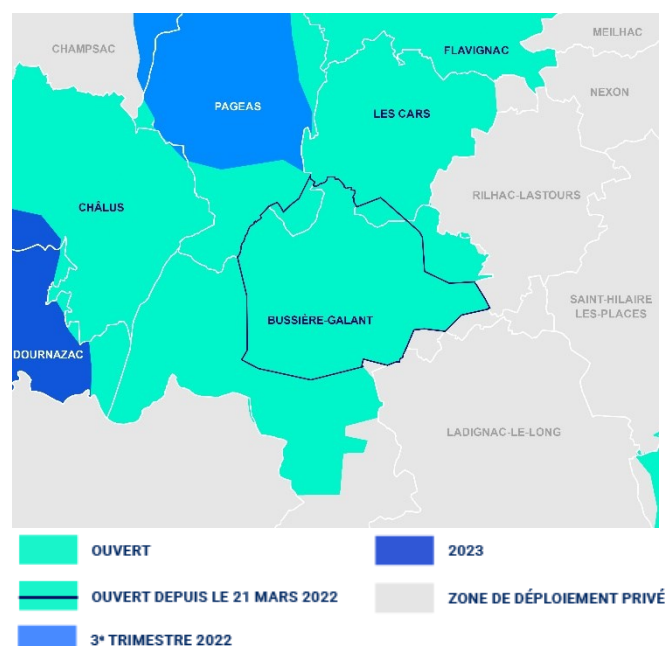 CHAMPSAC
FLAVIGNAC
MEILHAC
NEXON
PAGEAS
LES CARS
RILHAC-LASTOURS
CHÂLUS
SAINT-HILAIRE
LES-PLACES
BUSSIÈRE-GALANT
DOURNAZAC
LADIGNAC-LE-LONG
OUVERT
2023
OUVERT DEPUIS LE 21 MARS 2022
ZONE DE DÉPLOIEMENT PRIVÉ
3ᵉ TRIMESTRE 2022